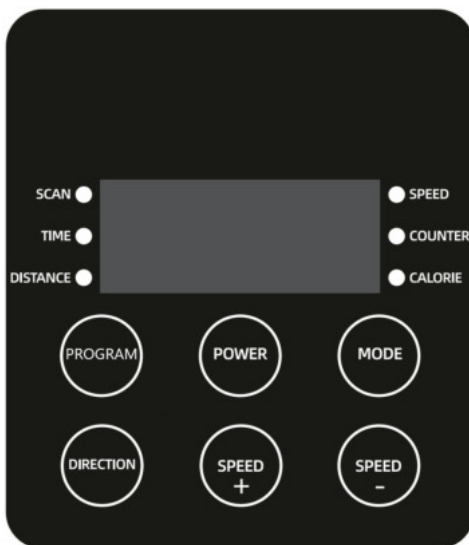 SCAN SPEED
TIME COUNTER
DISTANCE CALORIE
PROGRAM POWER MODE
DIRECTION SPEED + SPEED -